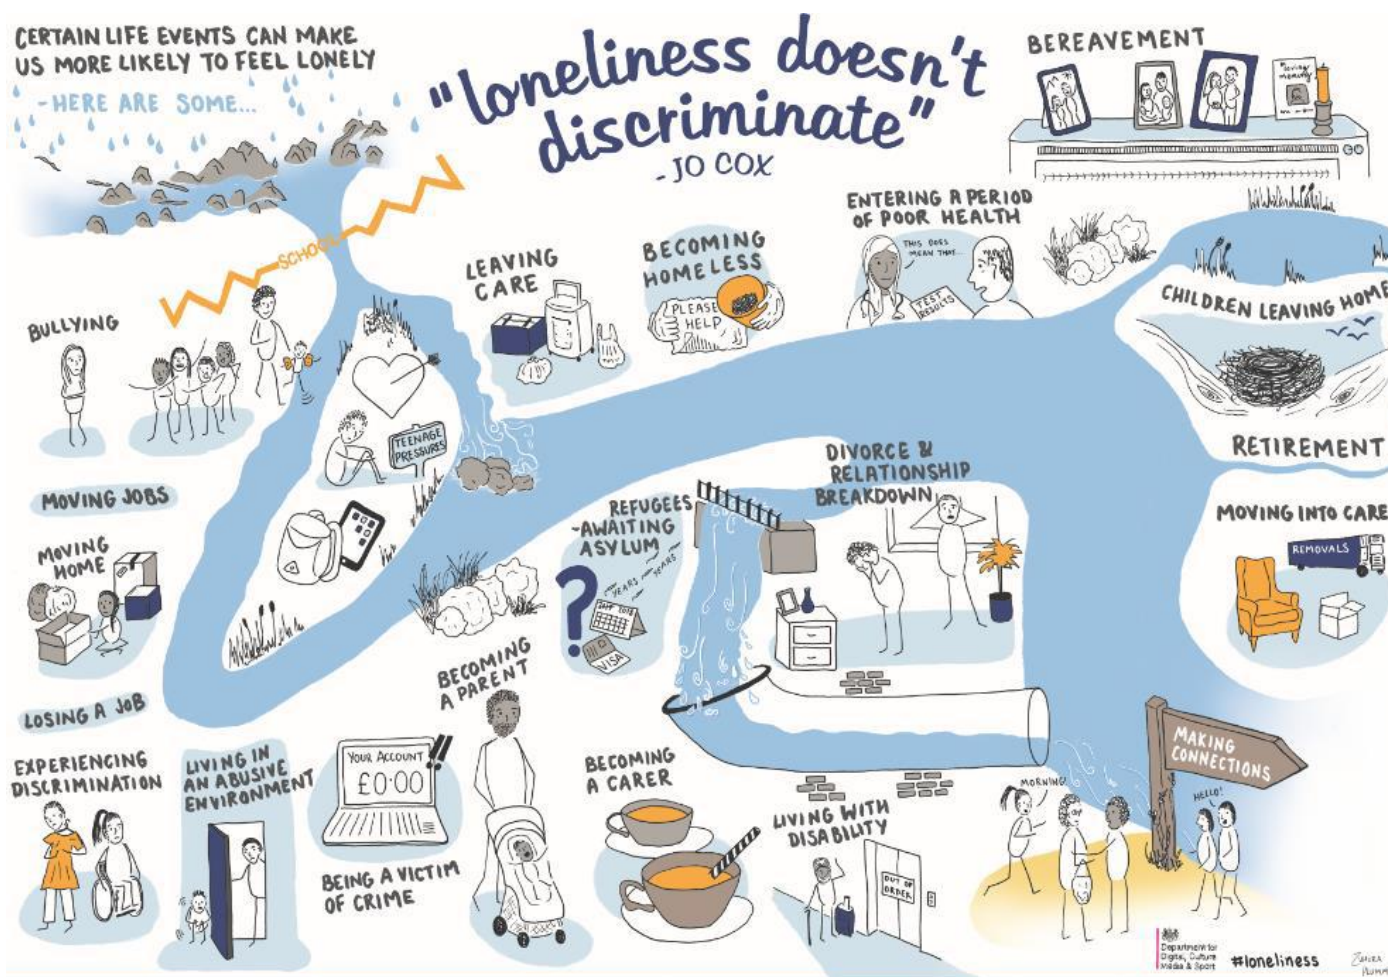 CERTAIN LIFE EVENTS CAN MAKE
US MORE LIKELY TO FEEL LONELY
- HERE ARE SOME...
"loneliness doesn't
discriminate"
- JO COX
BEREAVEMENT
SCHOOL
BULLYING
LEAVING
CARE
BECOMING
HOMELESS
PLEASE
HELP
ENTERING A PERIOD
OF POOR HEALTH
THIS DOES
MEAN THAT...
TEST
RESULTS
CHILDREN LEAVING HOME
TEENAGE
PRESSURES
MOVING JOBS
MOVING
HOME
LOSING A JOB
REFUGEES
- AWAITING
ASYLUM
YEARS
YEARS
?
VISA
DIVORCE &
RELATIONSHIP
BREAKDOWN
RETIREMENT
MOVING INTO CARE
REMOVALS
EXPERIENCING
DISCRIMINATION
LIVING IN
AN ABUSIVE
ENVIRONMENT
YOUR ACCOUNT
£0.00
!!
BEING A VICTIM
OF CRIME
BECOMING
A PARENT
BECOMING
A CARER
LIVING WITH
DISABILITY
OUT OF
ORDER
MAKING
CONNECTIONS
MORNING!
HELLO!
Department for
Digital, Culture
Media & Sport
#loneliness